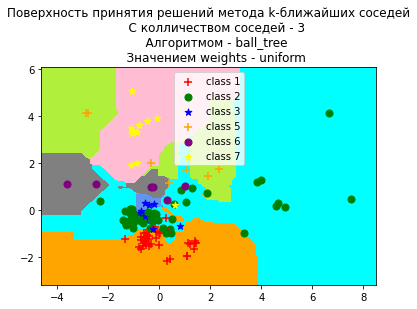 Поверхность принятия решений метода k-ближайших соседей
С колличеством соседей - 3
Алгоритмом - ball_tree
Значением weights - uniform
class 1
class 2
class 3
class 5
class 6
class 7
6
4
2
0
−2
−4 −2 0 2 4 6 8